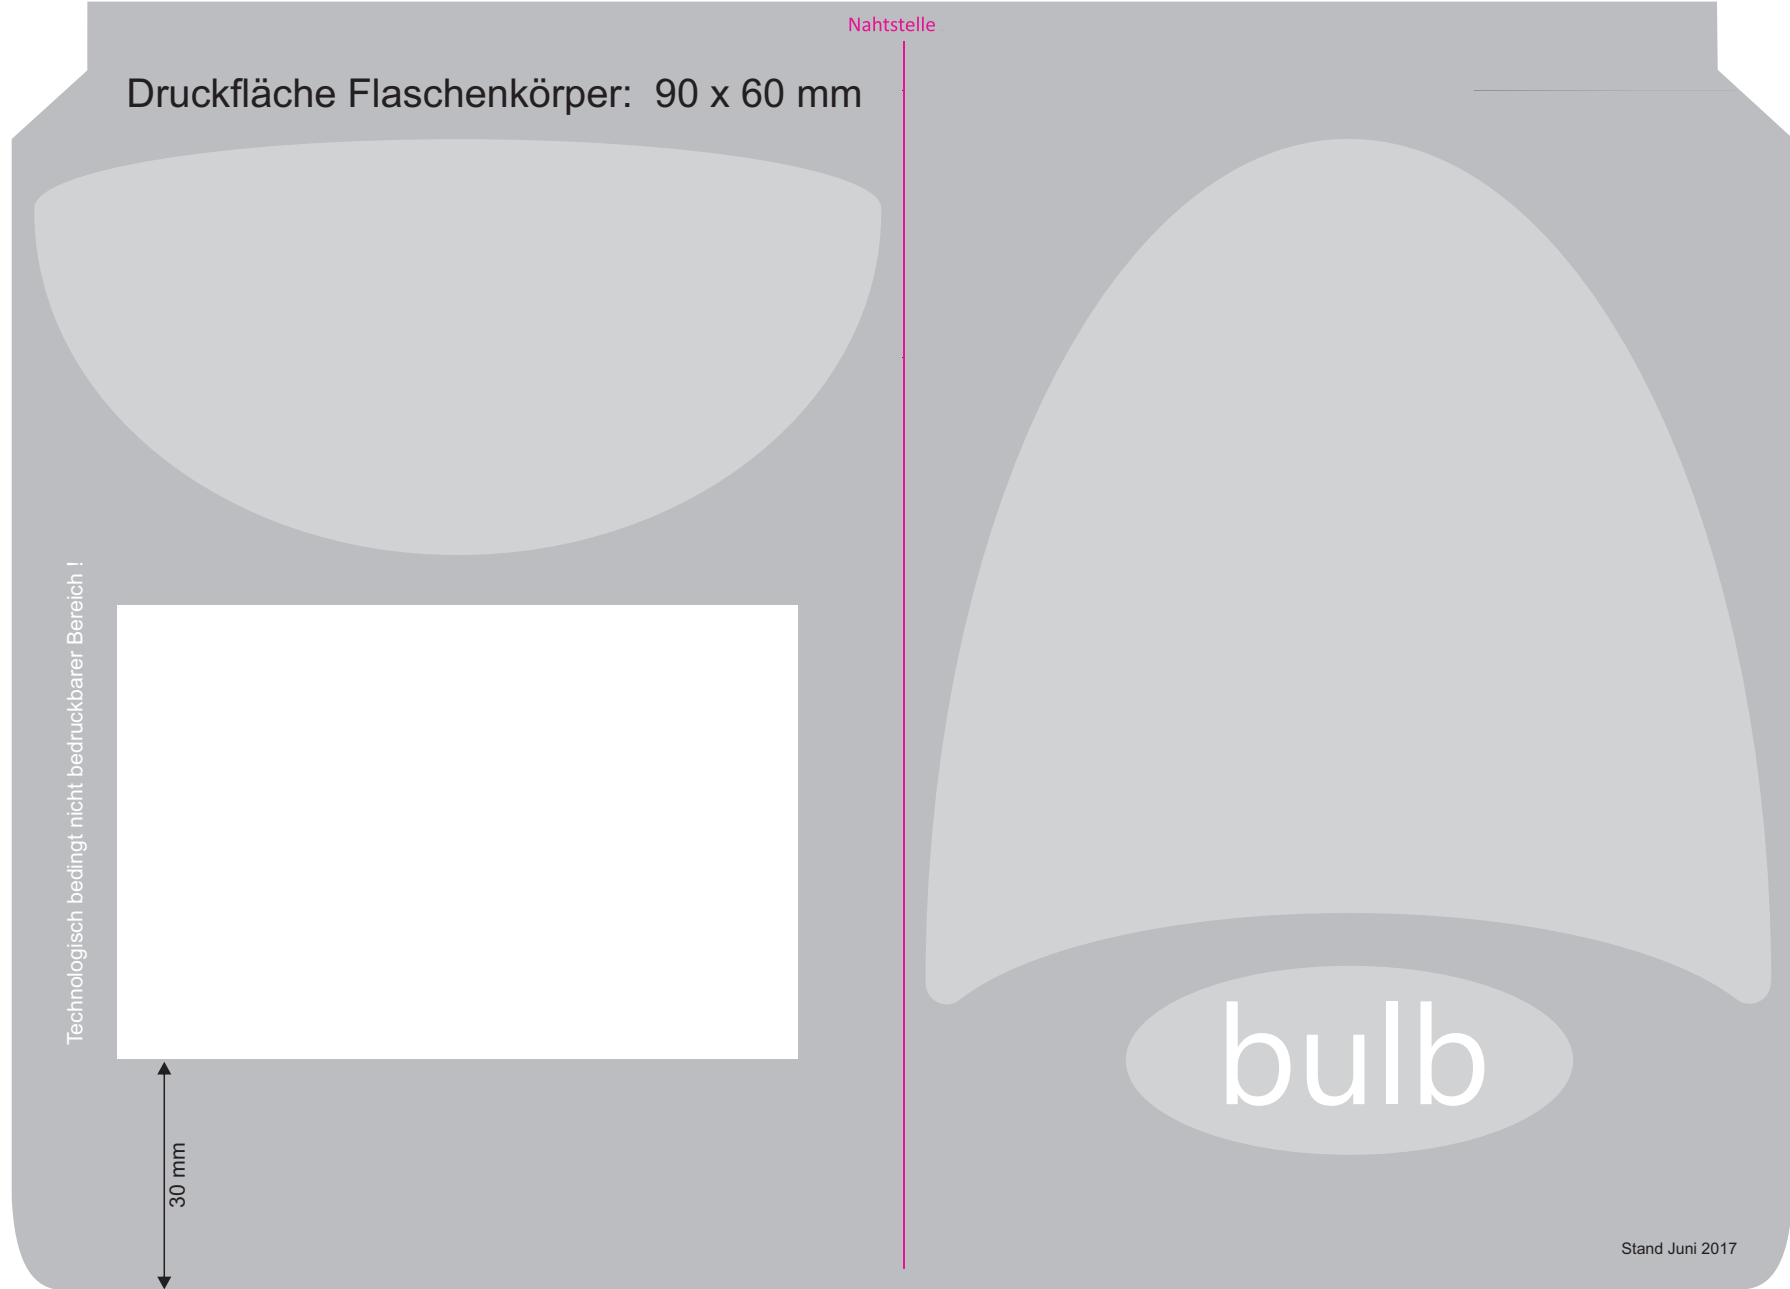 Nahtstelle
Druckfläche Flaschenkörper:  90 x 60 mm
Technologisch bedingt nicht bedruckbarer Bereich !
bulb
30 mm
Stand Juni 2017